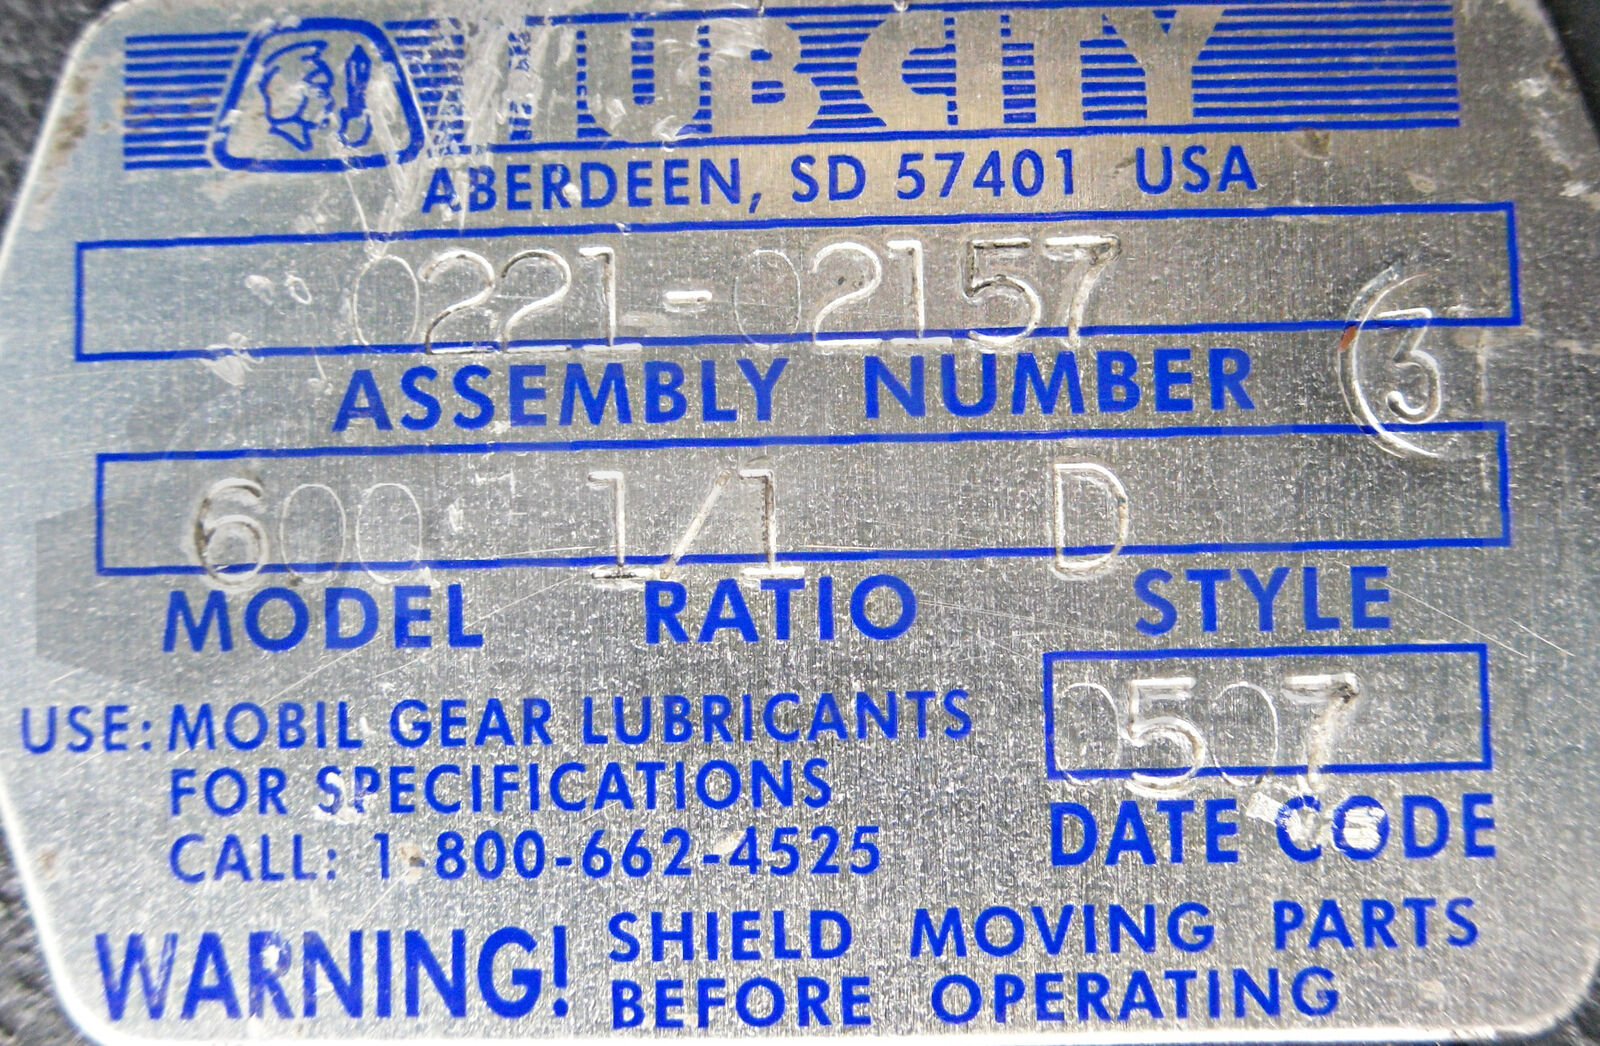 HUB CITY
ABERDEEN, SD 57401 USA
0221-02157
ASSEMBLY NUMBER
(3
600 1/1 D
MODEL RATIO STYLE
USE: MOBIL GEAR LUBRICANTS
FOR SPECIFICATIONS
CALL: 1-800-662-4525
0507
DATE CODE
WARNING! SHIELD MOVING PARTS
BEFORE OPERATING